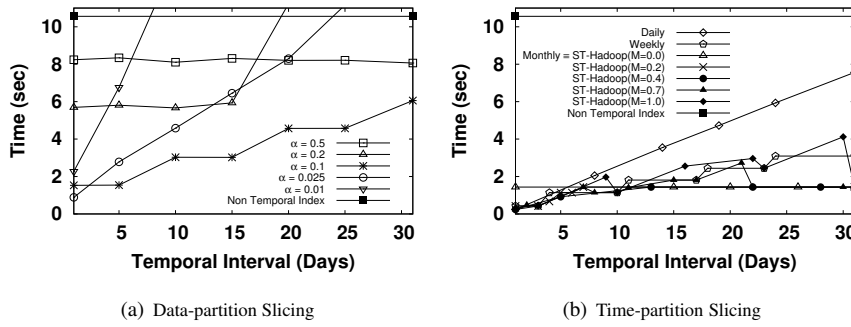 10
8
6
4
2
0
Time (sec)
5 10 15 20 25 30
Temporal Interval (Days)
α = 0.5
α = 0.2
α = 0.1
α = 0.025
α = 0.01
Non Temporal Index
(a) Data-partition Slicing
10
8
6
4
2
0
Time (sec)
5 10 15 20 25 30
Temporal Interval (Days)
Daily
Weekly
Monthly = ST-Hadoop(M=0.0)
ST-Hadoop(M=0.2)
ST-Hadoop(M=0.4)
ST-Hadoop(M=0.7)
ST-Hadoop(M=1.0)
Non Temporal Index
(b) Time-partition Slicing